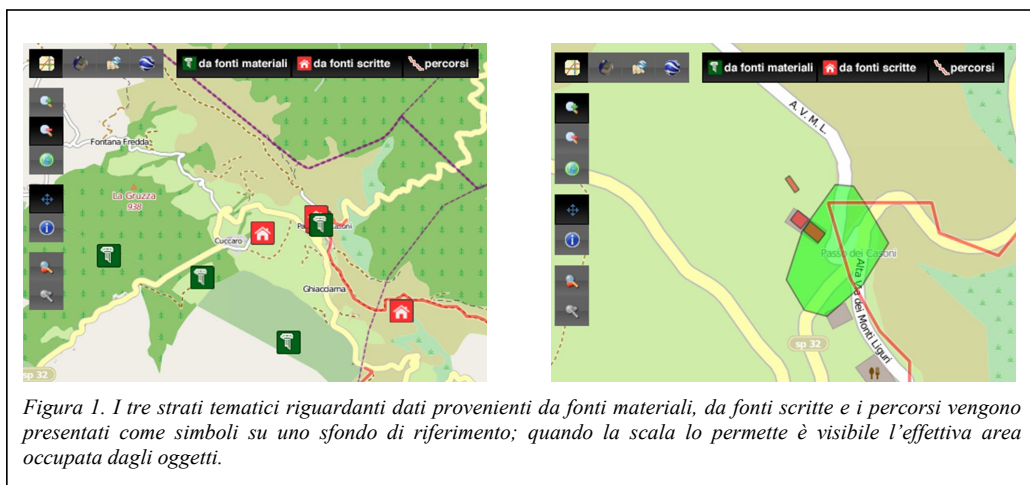 da fonti materiali da fonti scritte percorsi
Fontana Fredda
La Gruzza
938
Cuccaro
Ghiacciarna
sp 32
da fonti materiali da fonti scritte percorsi
A. V. M. L.
Passo dei Casoni
Alta Via dei Monti Liguri
sp 32
Figura 1. I tre strati tematici riguardanti dati provenienti da fonti materiali, da fonti scritte e i percorsi vengono
presentati come simboli su uno sfondo di riferimento; quando la scala lo permette è visibile l’effettiva area
occupata dagli oggetti.